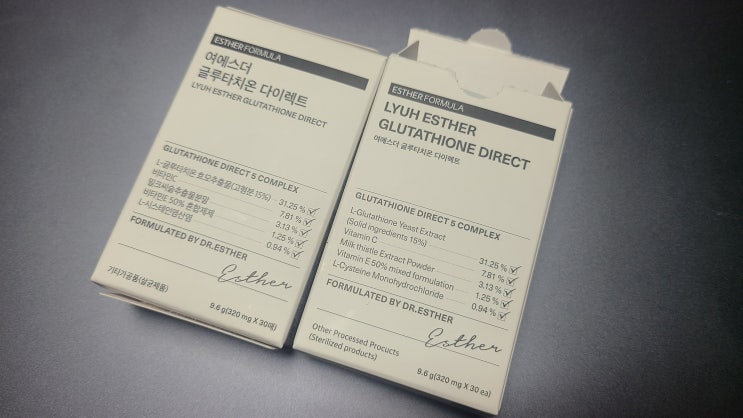 ESTHER FORMULA
여에스더
글루타치온 다이렉트
LYUH ESTHER GLUTATHIONE DIRECT
GLUTATHIONE DIRECT 5 COMPLEX
L-글루타치온 효모추출물(고형분 15%) 31.25 %
비타민C 7.81 %
밀크씨슬추출물분말 3.13 %
비타민E 50% 혼합제제 1.25 %
L-시스테인염산염 0.94 %
FORMULATED BY DR.ESTHER
Esther
기타가공품(살균제품)
9.6 g(320 mg X 30매)
ESTHER FORMULA
LYUH ESTHER
GLUTATHIONE DIRECT
여에스더 글루타치온 다이렉트
GLUTATHIONE DIRECT 5 COMPLEX
L-Glutathione Yeast Extract
(Solid ingredients 15%) 31.25 %
Vitamin C 7.81 %
Milk thistle Extract Powder 3.13 %
Vitamin E 50% mixed formulation 1.25 %
L-Cysteine Monohydrochloride 0.94 %
FORMULATED BY DR.ESTHER
Esther
Other Processed Procucts
(Sterilized products)
9.6 g(320 mg X 30 ea)